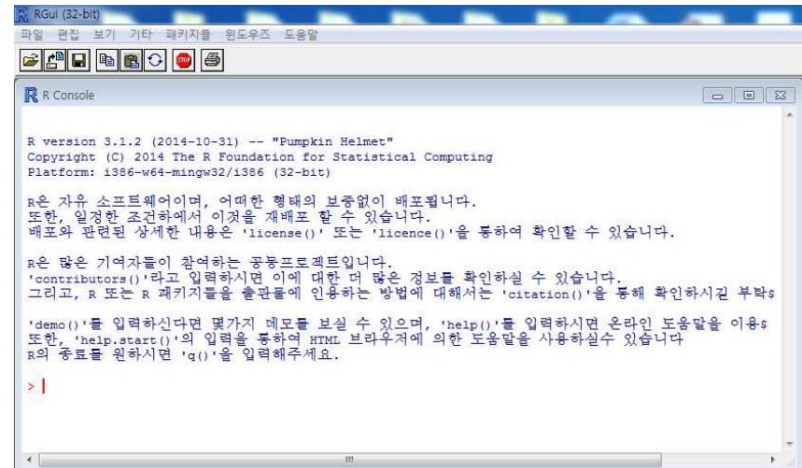 RGui (32-bit)
파일 편집 보기 기타 패키지들 윈도우즈 도움말
STOP
R Console
R version 3.1.2 (2014-10-31) -- "Pumpkin Helmet"
Copyright (C) 2014 The R Foundation for Statistical Computing
Platform: i386-w64-mingw32/i386 (32-bit)
R은 자유 소프트웨어이며, 어떠한 형태의 보증없이 배포됩니다.
또한, 일정한 조건하에서 이것을 재배포 할 수 있습니다.
배포와 관련된 상세한 내용은 'license()' 또는 'licence()'을 통하여 확인할 수 있습니다.
R은 많은 기여자들이 참여하는 공동프로젝트입니다.
'contributors()'라고 입력하시면 이에 대한 더 많은 정보를 확인하실 수 있습니다.
그리고, R 또는 R 패키지들을 출판물에 인용하는 방법에 대해서는 'citation()'을 통해 확인하시길 부탁$
'demo()'를 입력하신다면 몇가지 데모를 보실 수 있으며, 'help()'를 입력하시면 온라인 도움말을 이용$
또한, 'help.start()'의 입력을 통하여 HTML 브라우저에 의한 도움말을 사용하실수 있습니다
R의 종료를 원하시면 'q()'을 입력해주세요.
>